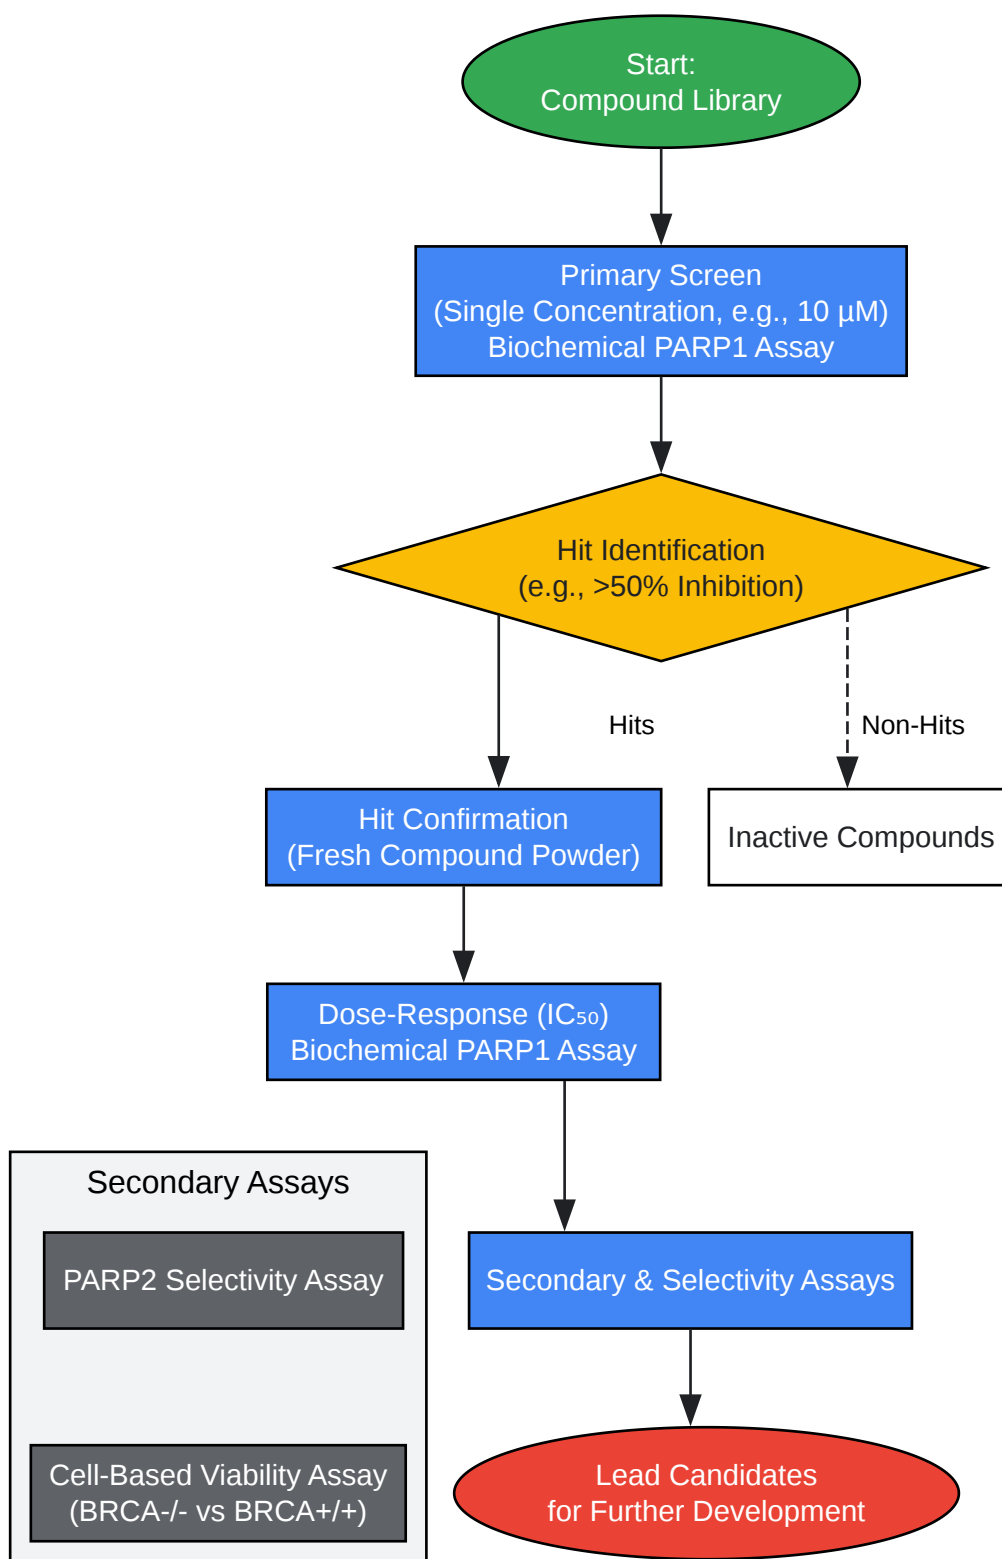 Start:
Compound Library
Primary Screen
(Single Concentration, e.g., 10 µM)
Biochemical PARP1 Assay
Hit Identification
(e.g., >50% Inhibition)
Hits
Non-Hits
Hit Confirmation
(Fresh Compound Powder)
Inactive Compounds
Dose-Response (IC₅₀)
Biochemical PARP1 Assay
Secondary Assays
PARP2 Selectivity Assay
Secondary & Selectivity Assays
Cell-Based Viability Assay
(BRCA-/- vs BRCA+/+)
Lead Candidates
for Further Development